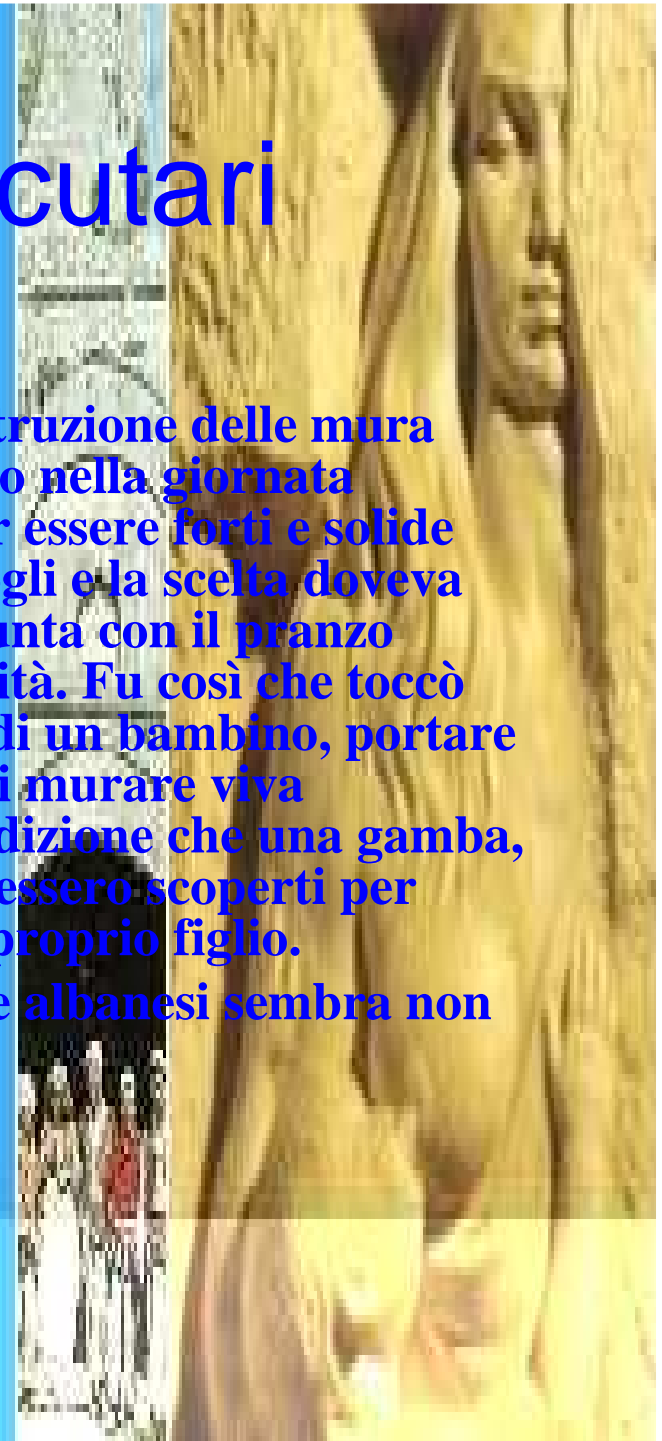 cutari
truzione delle mura
o nella giornata
r essere forti e solide
gli e la scelta doveva
unta con il pranzo
ità. Fu così che toccò
di un bambino, portare
i murare viva
dizione che una gamba,
essero scoperti per
proprio figlio.
e albanesi sembra non